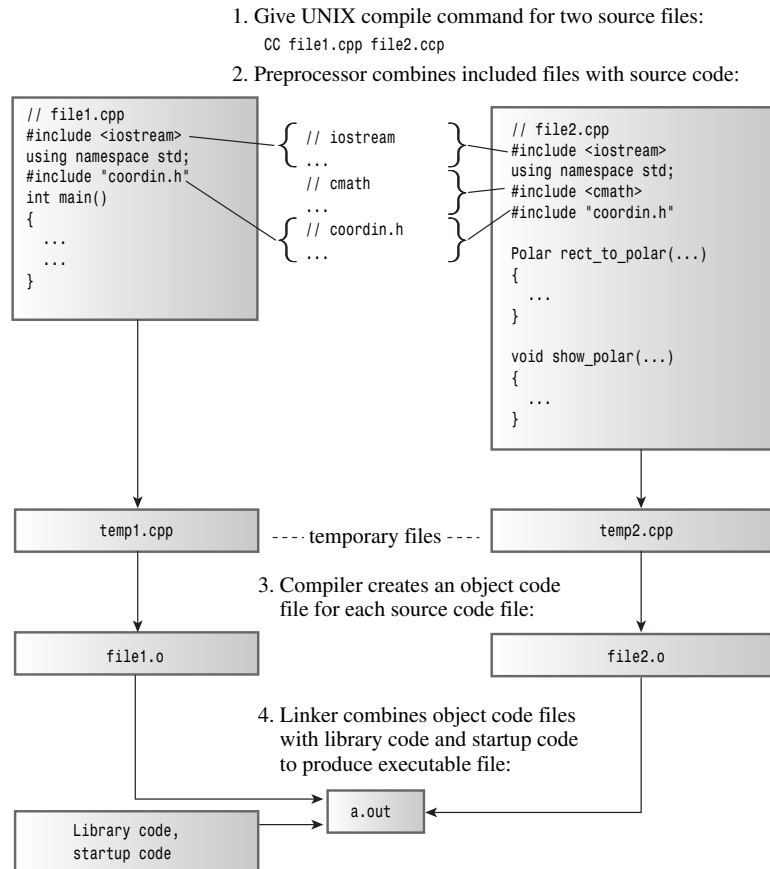 1. Give UNIX compile command for two source files:
CC file1.cpp file2.ccp
2. Preprocessor combines included files with source code:
// file1.cpp
#include <iostream>
using namespace std;
#include "coordin.h"
int main()
{
...
...
}
// iostream
...
// cmath
...
// coordin.h
...
// file2.cpp
#include <iostream>
using namespace std;
#include <cmath>
#include "coordin.h"
Polar rect_to_polar(...)
{
...
}
void show_polar(...)
{
...
}
temp1.cpp
temporary files
temp2.cpp
3. Compiler creates an object code
file for each source code file:
file1.o
file2.o
4. Linker combines object code files
with library code and startup code
to produce executable file:
a.out
Library code,
startup code